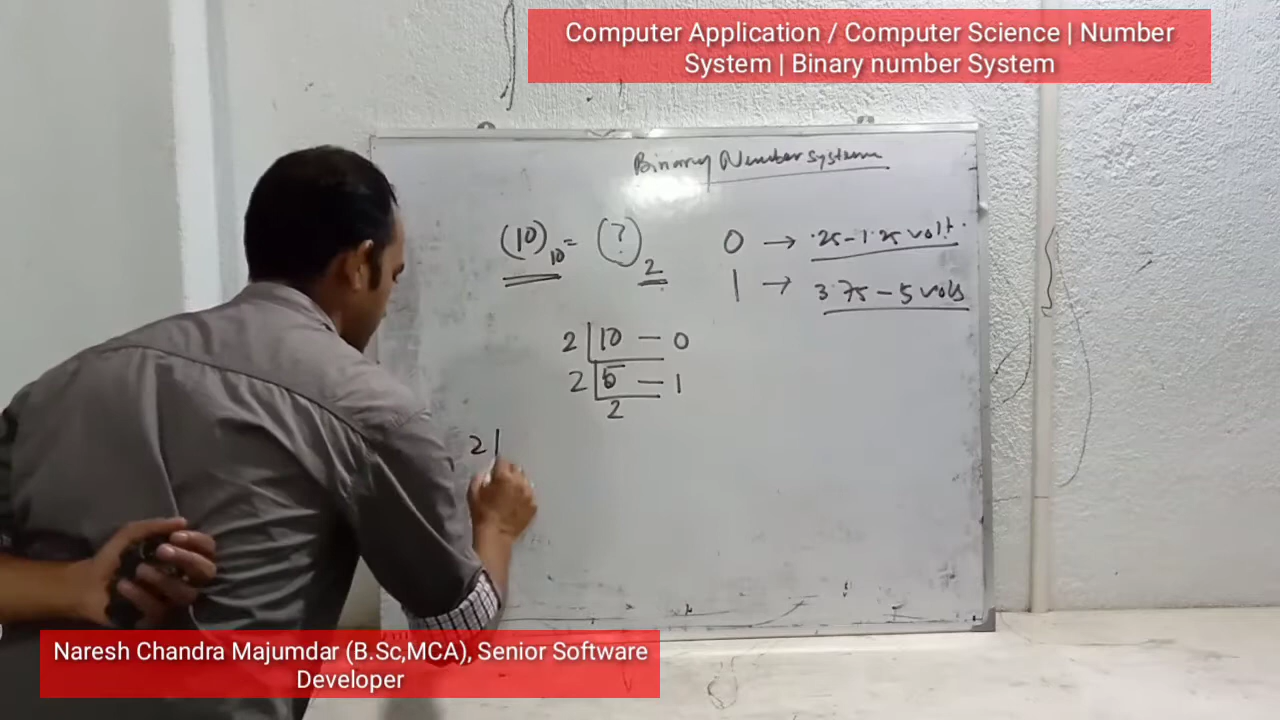 Computer Application / Computer Science | Number
System | Binary number System
Binary Number System
(10)10 = (?)2
0 → .25-1.25 volt.
1 → 3.75 - 5 volts
2 | 10 — 0
2 | 5 — 1
2
2 |
Naresh Chandra Majumdar (B.Sc,MCA), Senior Software
Developer